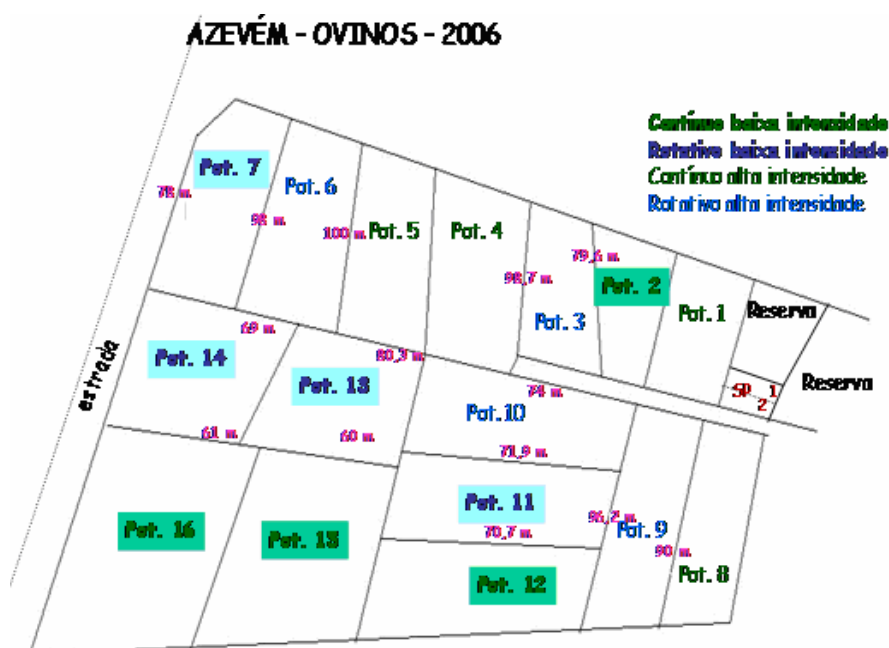 AZEVÉM - OVINOS - 2006
Contínuo baixa intensidade
Rotativo baixa intensidade
Contínuo alta intensidade
Rotativo alta intensidade
Pot. 7
Pot. 6
78 m.
98 m.
100 m.
Pot. 5
Pot. 4
79,6 m.
98,7 m.
Pot. 2
Pot. 3
Pot. 1
Reserva
Reserva
SP 1
2
estrada
69 m.
80,3 m.
Pot. 14
Pot. 13
74 m.
Pot.10
61 m.
60 m.
71,9 m.
Pot. 11
70,7 m.
Pot. 9
90 m.
Pot. 8
Pot. 16
Pot. 15
Pot. 12